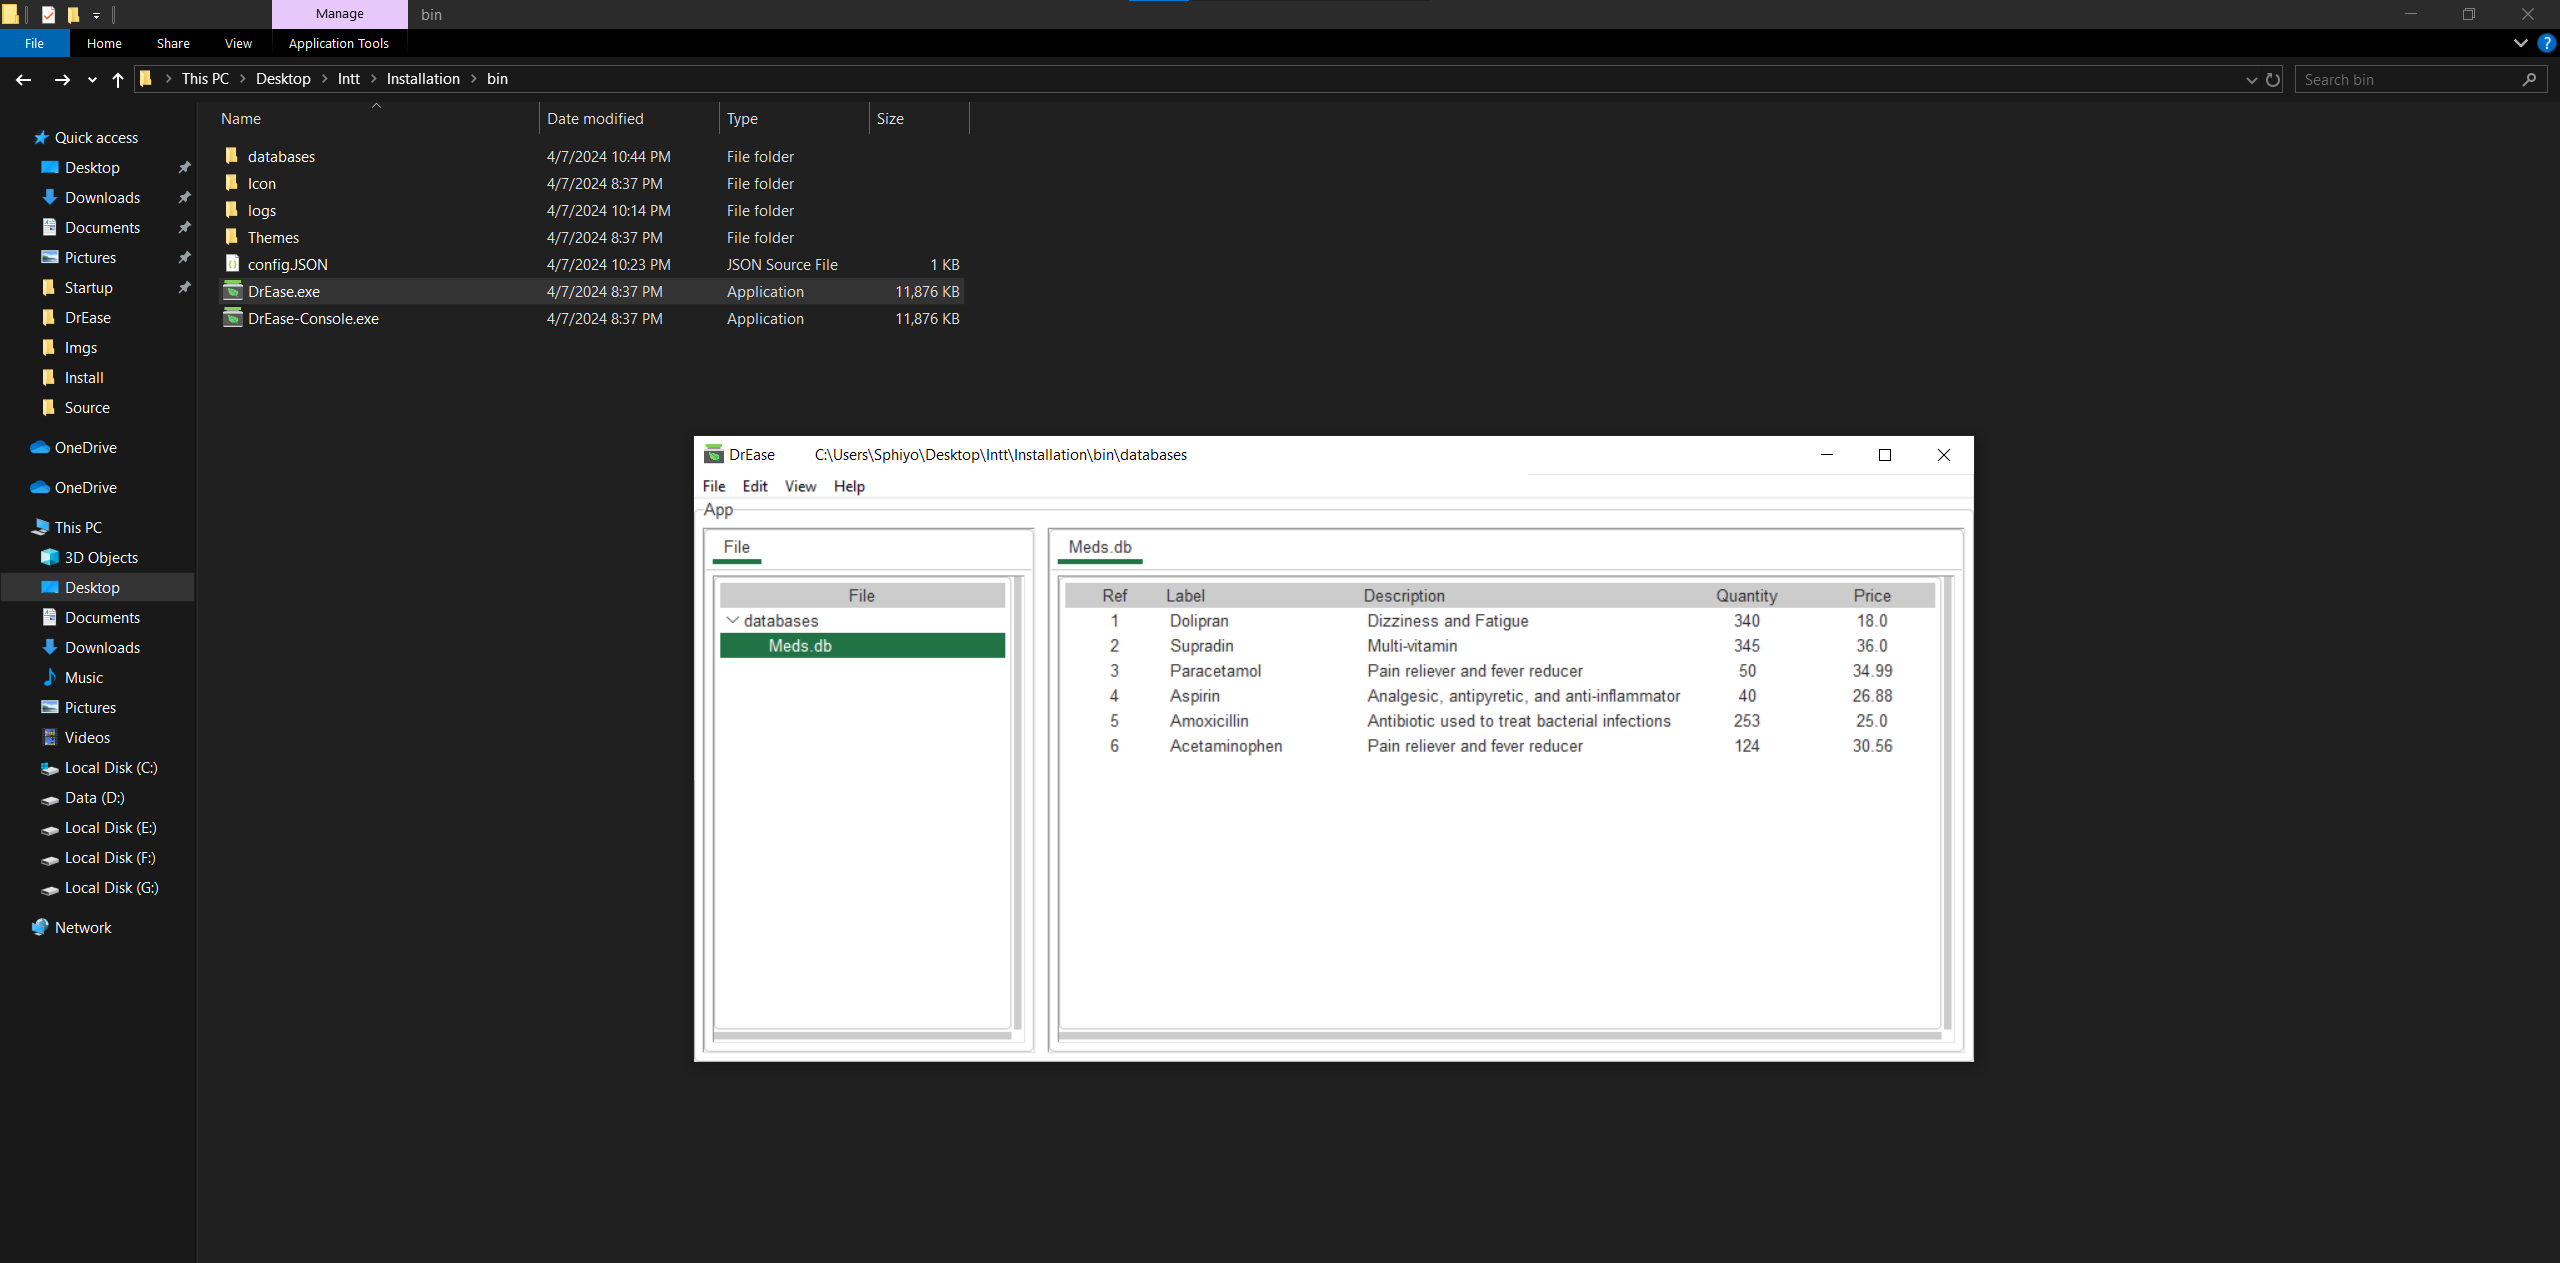 Manage bin
File Home Share View Application Tools
This PC Desktop Intt Installation bin Search bin
Name Date modified Type Size
databases 4/7/2024 10:44 PM File folder
Icon 4/7/2024 8:37 PM File folder
logs 4/7/2024 10:14 PM File folder
Themes 4/7/2024 8:37 PM File folder
config.JSON 4/7/2024 10:23 PM JSON Source File 1 KB
DrEase.exe 4/7/2024 8:37 PM Application 11,876 KB
DrEase-Console.exe 4/7/2024 8:37 PM Application 11,876 KB
Quick access
Desktop
Downloads
Documents
Pictures
Startup
DrEase
Imgs
Install
Source
OneDrive
OneDrive
This PC
3D Objects
Desktop
Documents
Downloads
Music
Pictures
Videos
Local Disk (C:)
Data (D:)
Local Disk (E:)
Local Disk (F:)
Local Disk (G:)
Network
DrEase C:\Users\Sphiyo\Desktop\Intt\Installation\bin\databases
File Edit View Help
App
File
File
databases
Meds.db
Meds.db
Ref Label Description Quantity Price
1 Dolipran Dizziness and Fatigue 340 18.0
2 Supradin Multi-vitamin 345 36.0
3 Paracetamol Pain reliever and fever reducer 50 34.99
4 Aspirin Analgesic, antipyretic, and anti-inflammator 40 26.88
5 Amoxicillin Antibiotic used to treat bacterial infections 253 25.0
6 Acetaminophen Pain reliever and fever reducer 124 30.56